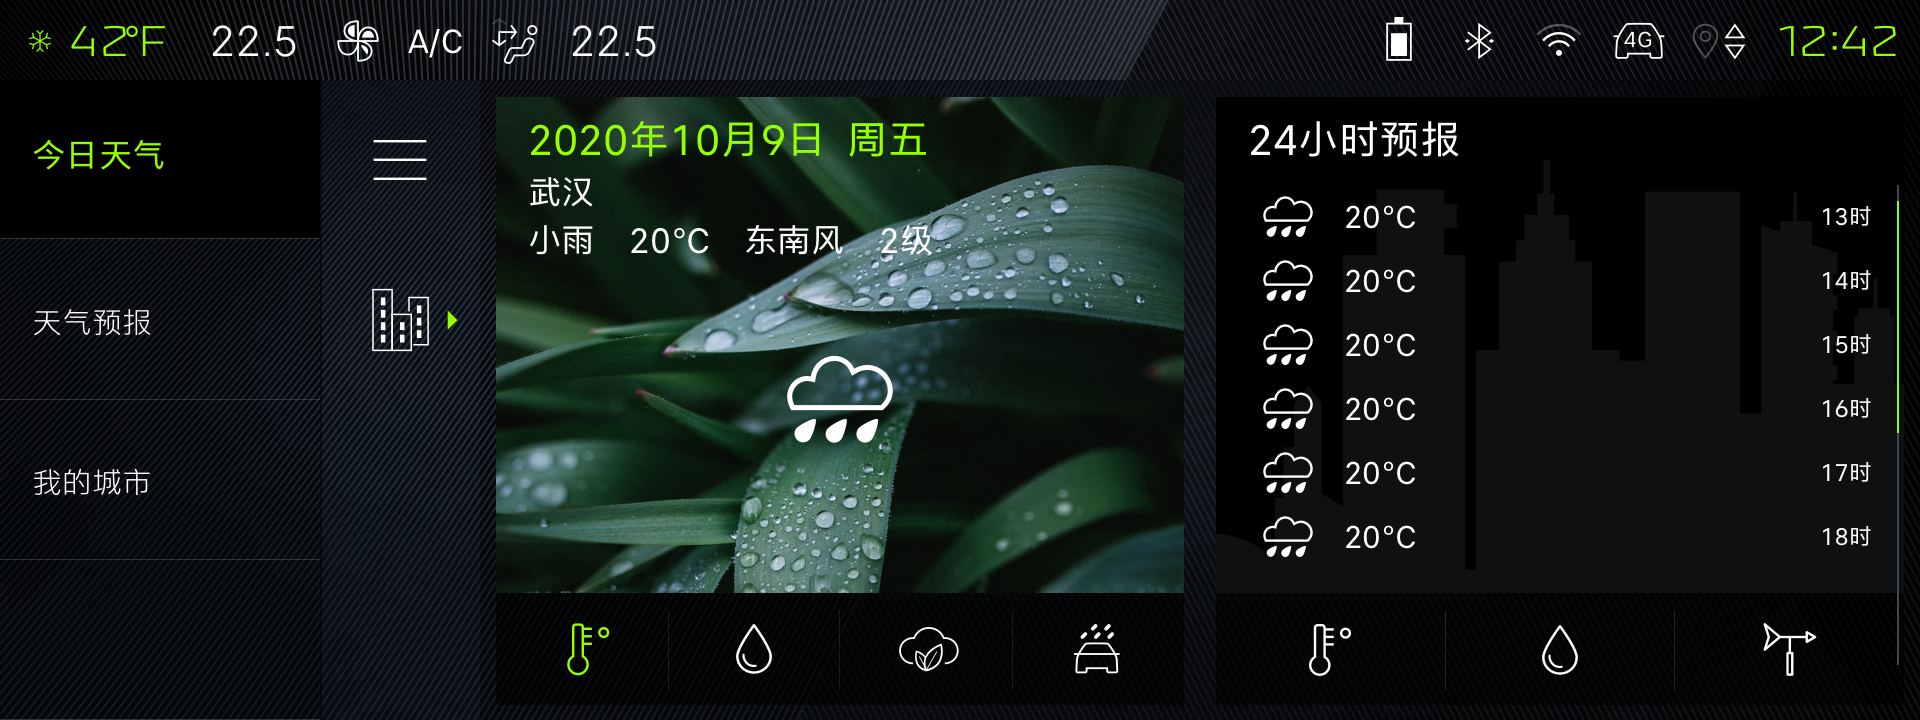 42°F 22.5 A/C 22.5 4G 12:42
今日天气
天气预报
我的城市
2020年10月9日 周五
武汉
小雨 20°C 东南风 2级
24小时预报
20°C 13时
20°C 14时
20°C 15时
20°C 16时
20°C 17时
20°C 18时